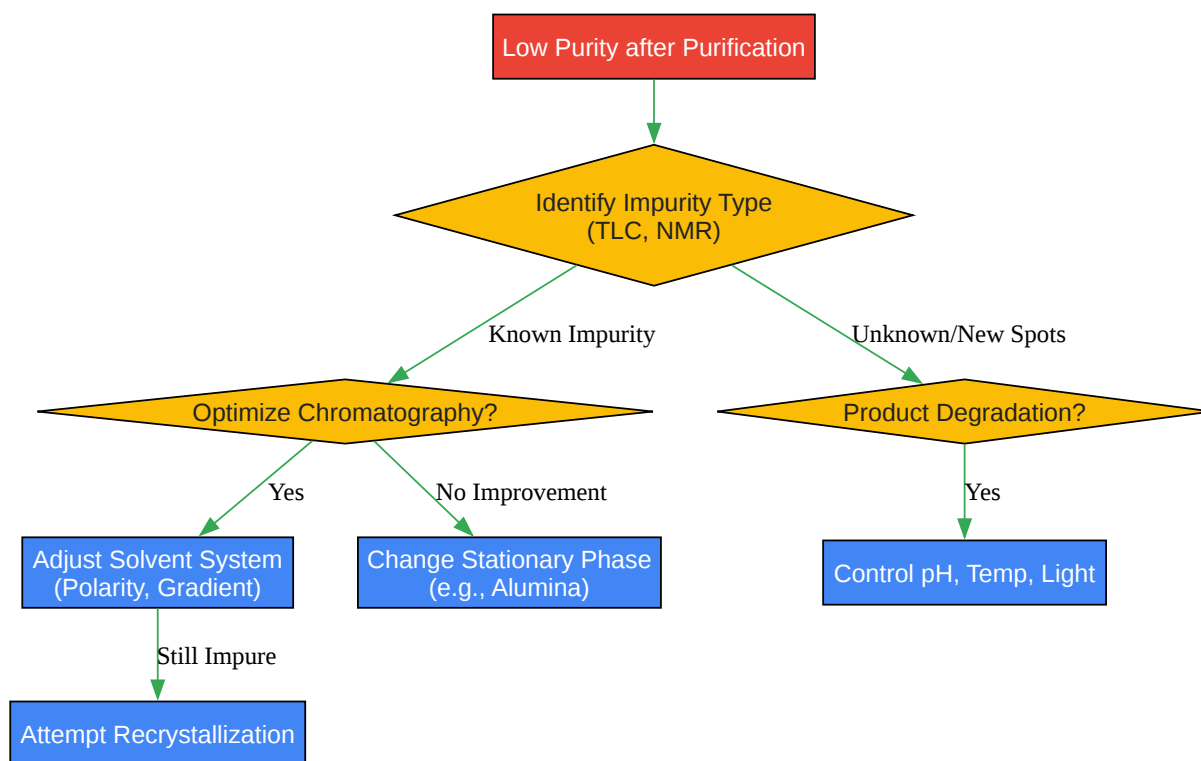 Low Purity after Purification
Identify Impurity Type
(TLC, NMR)
Known Impurity
Unknown/New Spots
Optimize Chromatography?
Product Degradation?
Yes
No Improvement
Yes
Adjust Solvent System
(Polarity, Gradient)
Change Stationary Phase
(e.g., Alumina)
Control pH, Temp, Light
Still Impure
Attempt Recrystallization